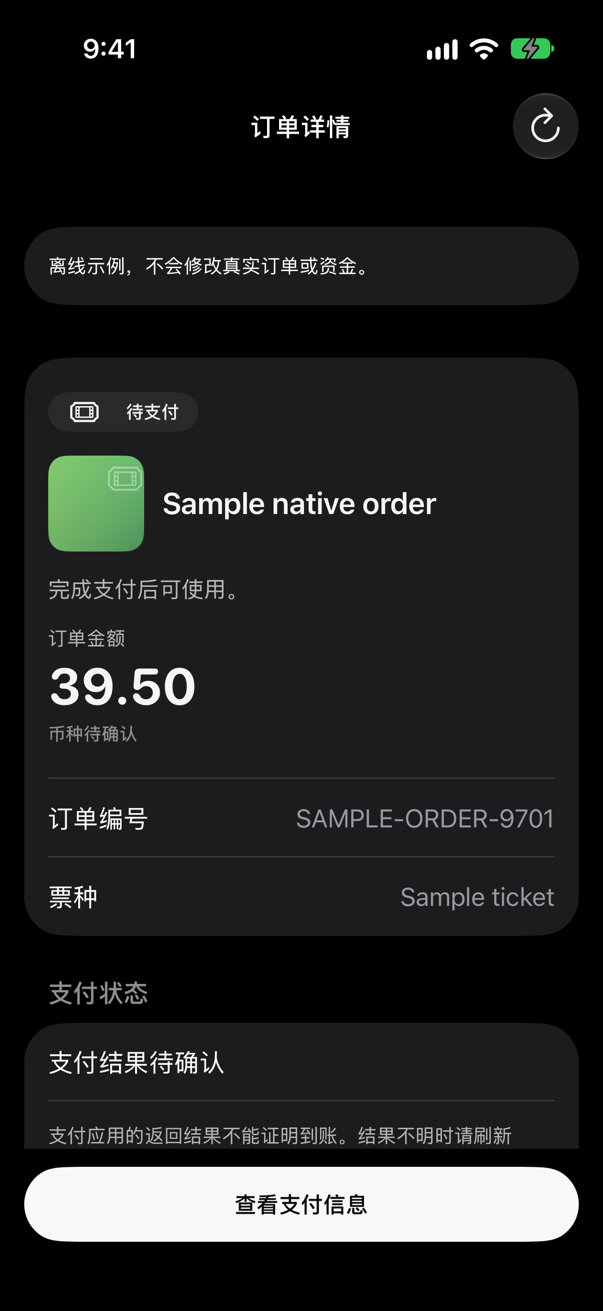 9:41
订单详情
离线示例，不会修改真实订单或资金。
待支付
Sample native order
完成支付后可使用。
订单金额
39.50
币种待确认
订单编号 SAMPLE-ORDER-9701
票种 Sample ticket
支付状态
支付结果待确认
支付应用的返回结果不能证明到账。结果不明时请刷新
查看支付信息